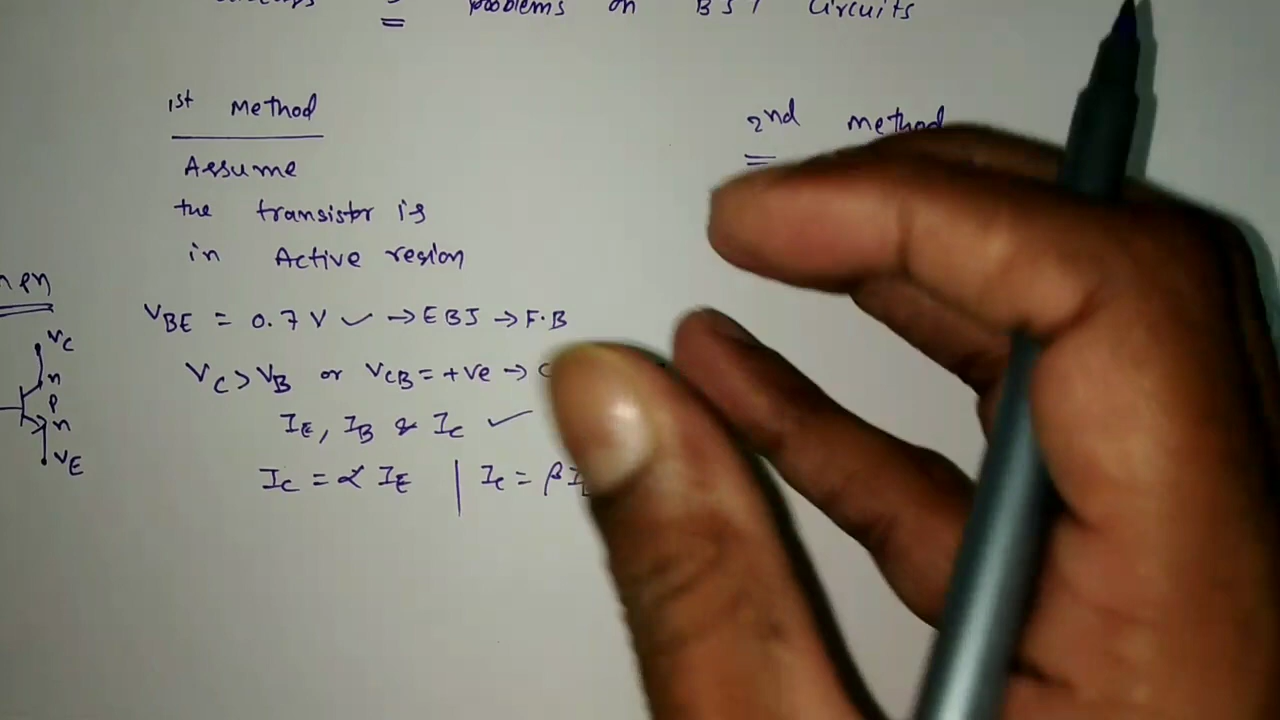 problems on BJT Circuits
1st Method
Assume
the transistor is
in Active region
VBE = 0.7 V ✓ → EBJ → F.B
VC > VB or VCB = +ve →
IE, IB & IC ✓
IC = α IE | IC = β
2nd method
npn
VC
n
p
n
VE